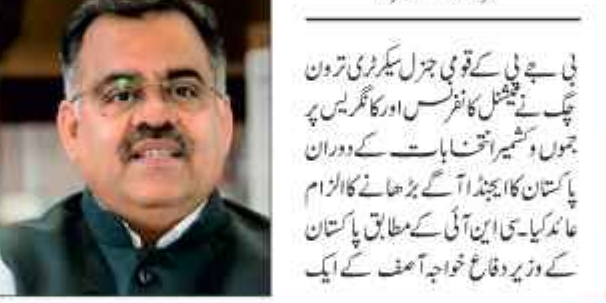 بی جے پی کے قومی جنرل سیکرٹری ترون
چگ نے نیشنل کانفرنس اور کانگریس پر
جموں و کشمیر انتخابات کے دوران
پاکستان کا ایجنڈا آگے بڑھانے کا الزام
عائد کیا۔ سی این آئی کے مطابق پاکستان
کے وزیر دفاع خواجہ آصف کے ایک